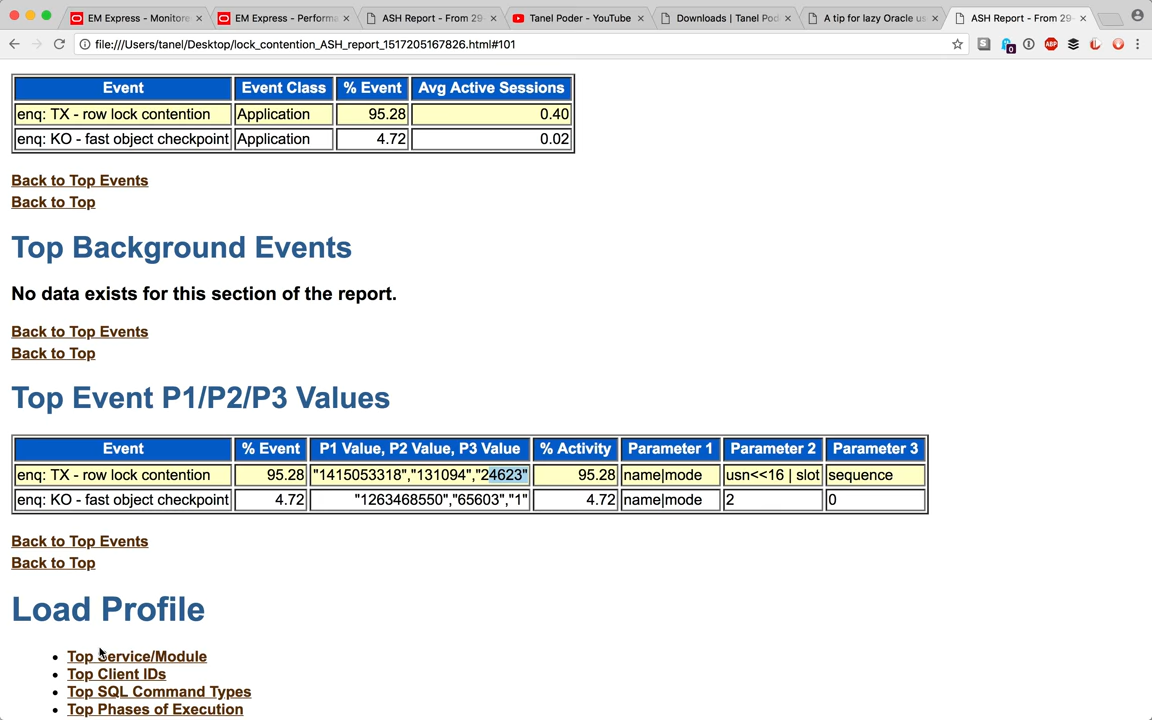 EM Express - Monitore
EM Express - Performa
ASH Report - From 29-
Tanel Poder - YouTube
Downloads | Tanel Pod
A tip for lazy Oracle us
ASH Report - From 29-
file:///Users/tanel/Desktop/lock_contention_ASH_report_1517205167826.html#101
Event Event Class % Event Avg Active Sessions
enq: TX - row lock contention Application 95.28 0.40
enq: KO - fast object checkpoint Application 4.72 0.02
Back to Top Events
Back to Top
Top Background Events
No data exists for this section of the report.
Back to Top Events
Back to Top
Top Event P1/P2/P3 Values
Event % Event P1 Value, P2 Value, P3 Value % Activity Parameter 1 Parameter 2 Parameter 3
enq: TX - row lock contention 95.28 "1415053318","131094","24623" 95.28 name|mode usn<<16 | slot sequence
enq: KO - fast object checkpoint 4.72 "1263468550","65603","1" 4.72 name|mode 2 0
Back to Top Events
Back to Top
Load Profile
Top Service/Module
Top Client IDs
Top SQL Command Types
Top Phases of Execution